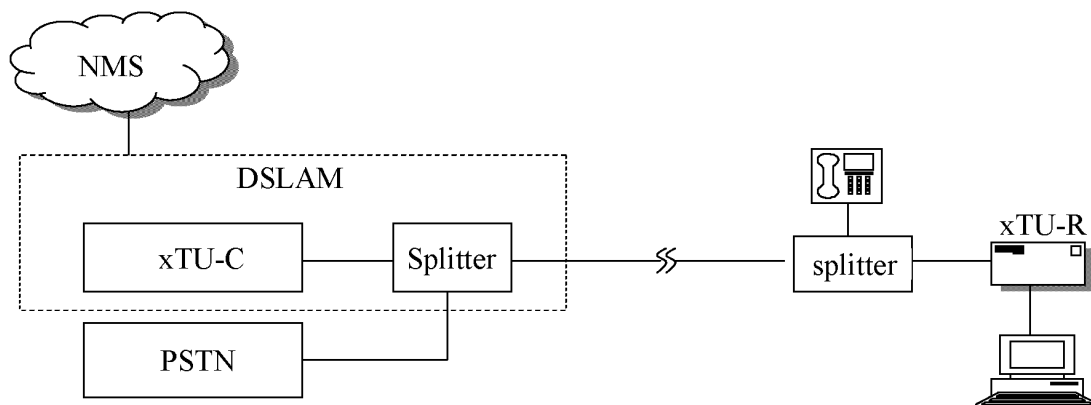 NMS
DSLAM
xTU-C
Splitter
PSTN
splitter
xTU-R